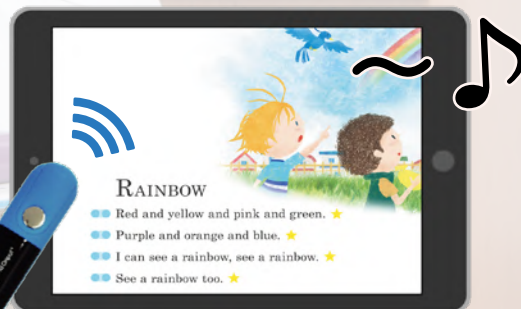 RAINBOW
Red and yellow and pink and green.
Purple and orange and blue.
I can see a rainbow, see a rainbow.
See a rainbow too.